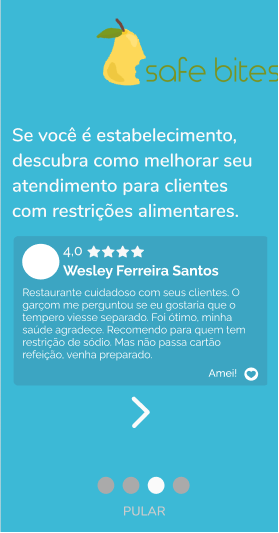 safe bites
Se você é estabelecimento,
descubra como melhorar seu
atendimento para clientes
com restrições alimentares.
4,0
Wesley Ferreira Santos
Restaurante cuidadoso com seus clientes. O
garçom me perguntou se eu gostaria que o
tempero viesse separado. Foi ótimo, minha
saúde agradece. Recomendo para quem tem
restrição de sódio. Mas não passa cartão
refeição, venha preparado.
Amei!
PULAR